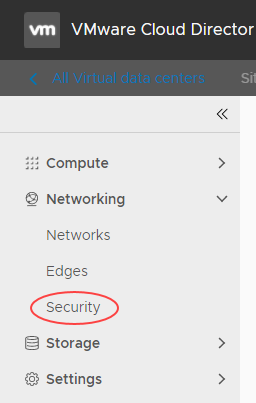 vm VMware Cloud Director
All Virtual data centers Sit
Compute
Networking
Networks
Edges
Security
Storage
Settings